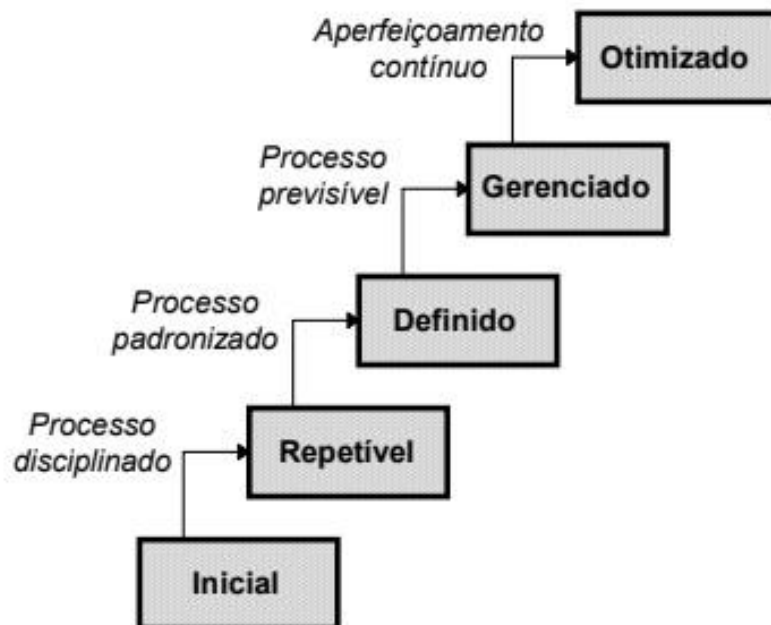 Aperfeiçoamento
contínuo
Otimizado
Processo
previsível
Gerenciado
Processo
padronizado
Definido
Processo
disciplinado
Repetível
Inicial